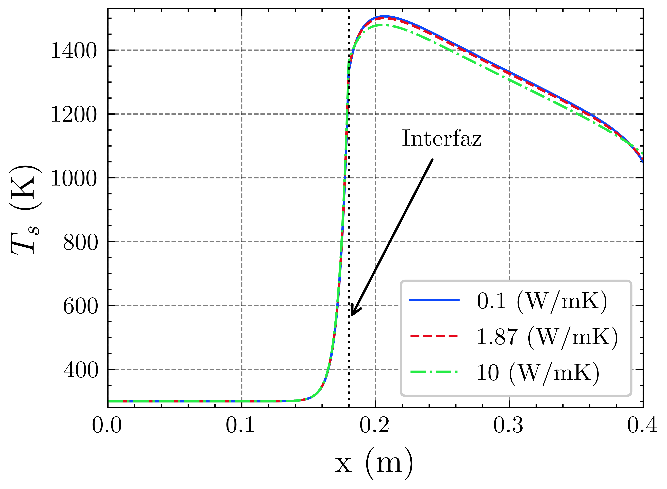 1400
1200
1000
800
600
400
T_s (K)
Interfaz
0.1 (W/mK)
1.87 (W/mK)
10 (W/mK)
0.0 0.1 0.2 0.3 0.4
x (m)